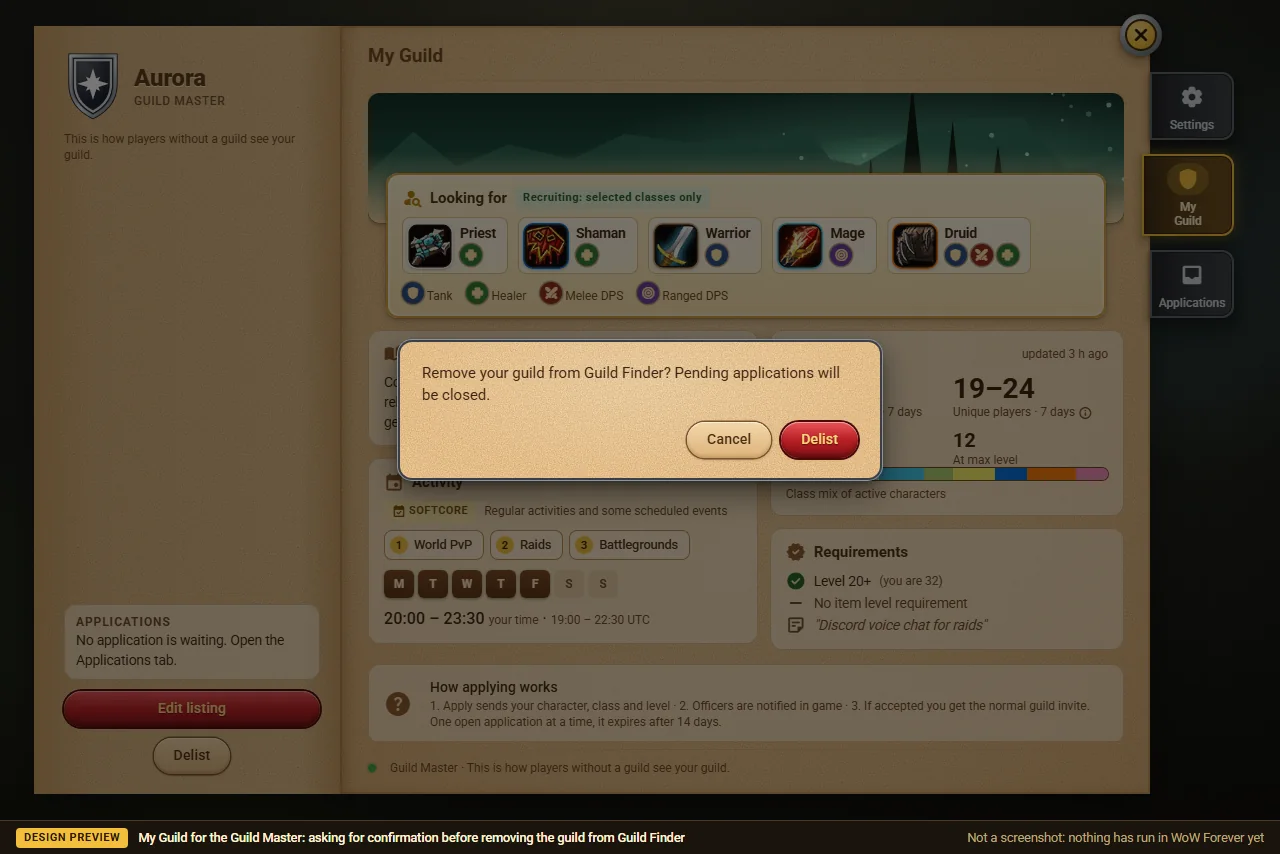 Aurora
GUILD MASTER
This is how players without a guild see your
guild.
APPLICATIONS
No application is waiting. Open the
Applications tab.
Edit listing
Delist
My Guild
Looking for
Recruiting: selected classes only
Priest
Shaman
Warrior
Mage
Druid
Tank
Healer
Melee DPS
Ranged DPS
updated 3 h ago
19–24
7 days
Unique players · 7 days
12
At max level
Class mix of active characters
Remove your guild from Guild Finder? Pending applications will
be closed.
Cancel
Delist
Activity
SOFTCORE
Regular activities and some scheduled events
1 World PvP
2 Raids
3 Battlegrounds
M T W T F S S
20:00 – 23:30 your time · 19:00 – 22:30 UTC
Requirements
Level 20+ (you are 32)
No item level requirement
"Discord voice chat for raids"
How applying works
1. Apply sends your character, class and level · 2. Officers are notified in game · 3. If accepted you get the normal guild invite.
One open application at a time, it expires after 14 days.
Guild Master · This is how players without a guild see your guild.
Settings
My
Guild
Applications
DESIGN PREVIEW
My Guild for the Guild Master: asking for confirmation before removing the guild from Guild Finder
Not a screenshot: nothing has run in WoW Forever yet